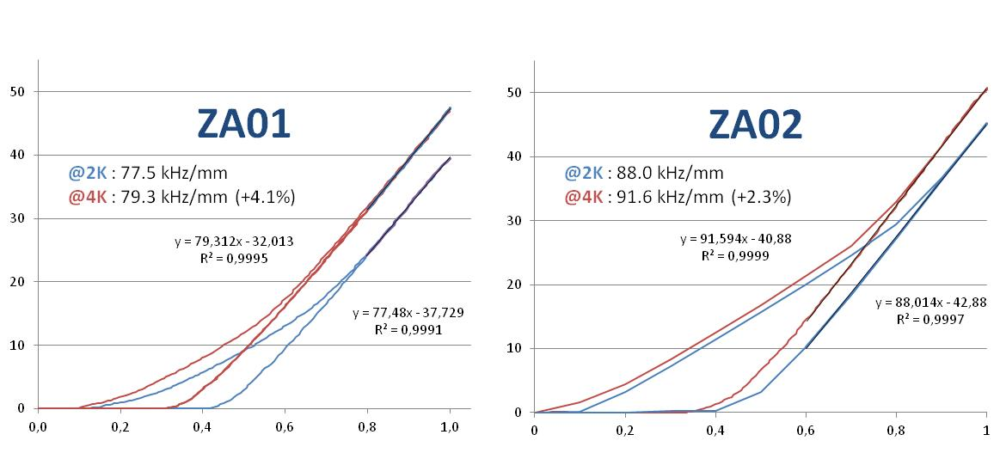 ZA01
@2K : 77.5 kHz/mm
@4K : 79.3 kHz/mm (+4.1%)
y = 79,312x - 32,013
R² = 0,9995
y = 77,48x - 37,729
R² = 0,9991
50
40
30
20
10
0
0,0 0,2 0,4 0,6 0,8 1,0
ZA02
@2K : 88.0 kHz/mm
@4K : 91.6 kHz/mm (+2.3%)
y = 91,594x - 40,88
R² = 0,9999
y = 88,014x - 42,88
R² = 0,9997
50
40
30
20
10
0
0 0,2 0,4 0,6 0,8 1